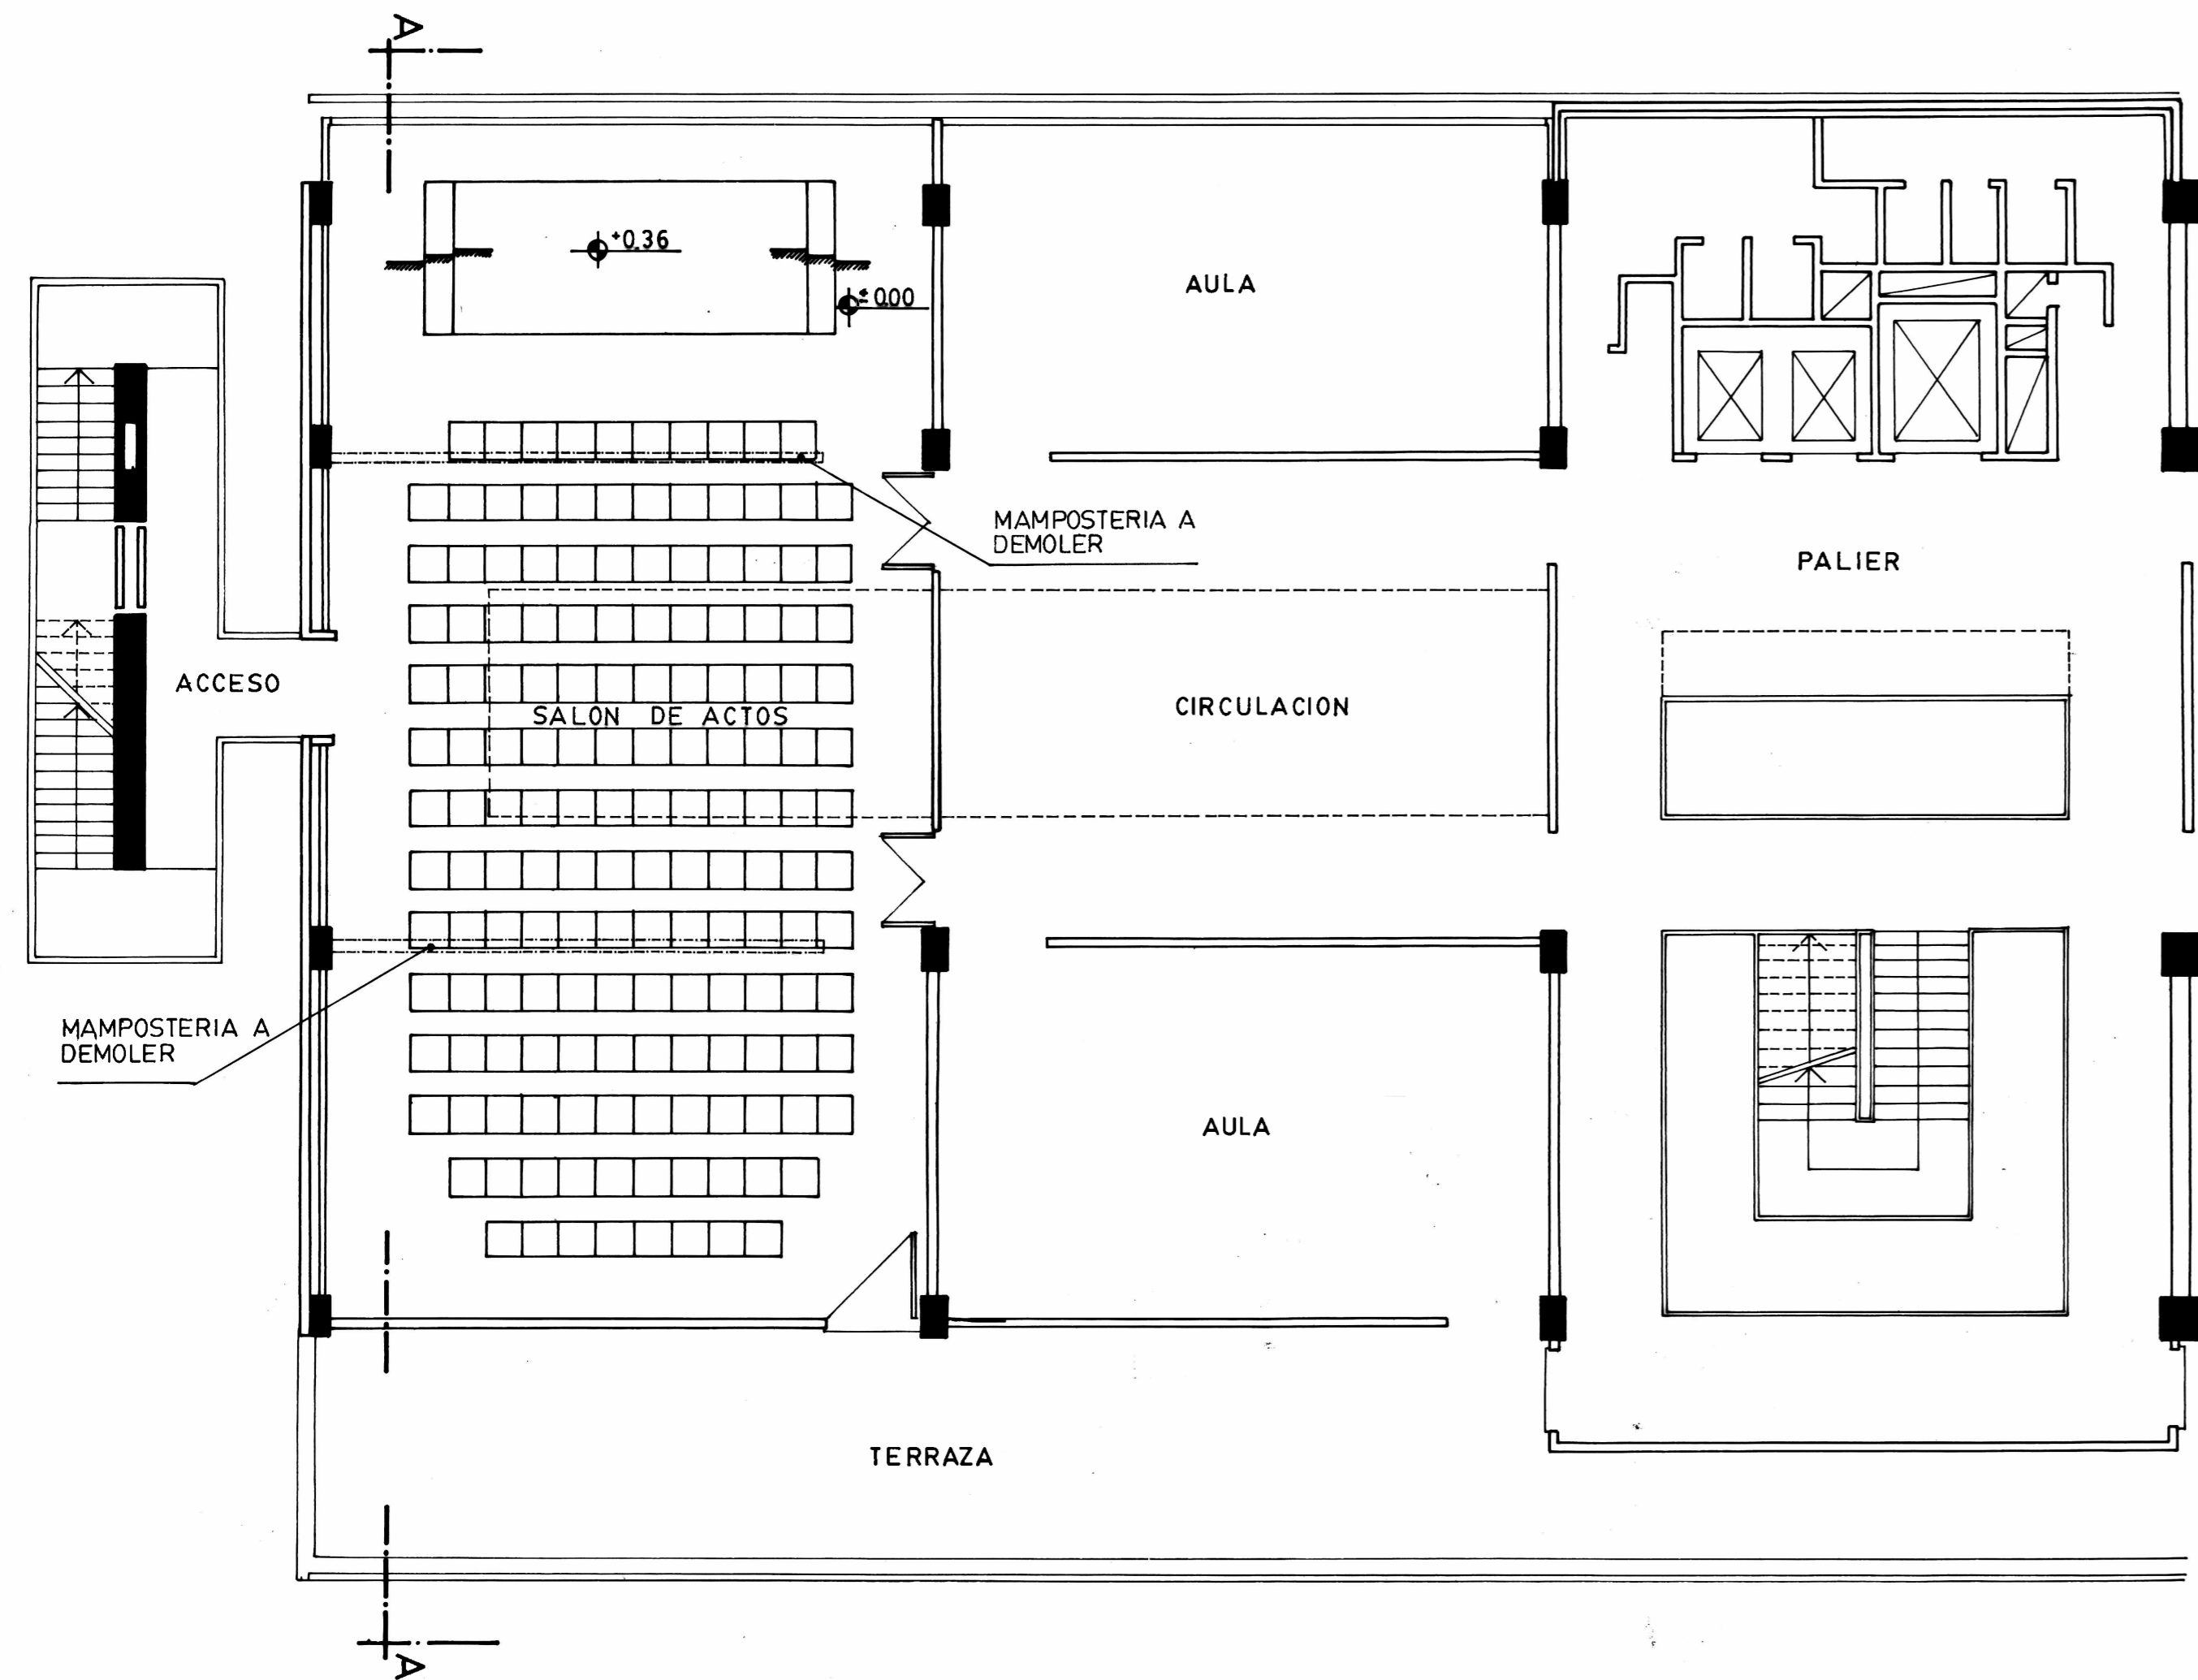 A
+0.36
±0.00
AULA
MAMPOSTERIA A
DEMOLER
PALIER
ACCESO
SALON DE ACTOS
CIRCULACION
MAMPOSTERIA A
DEMOLER
AULA
TERRAZA
A